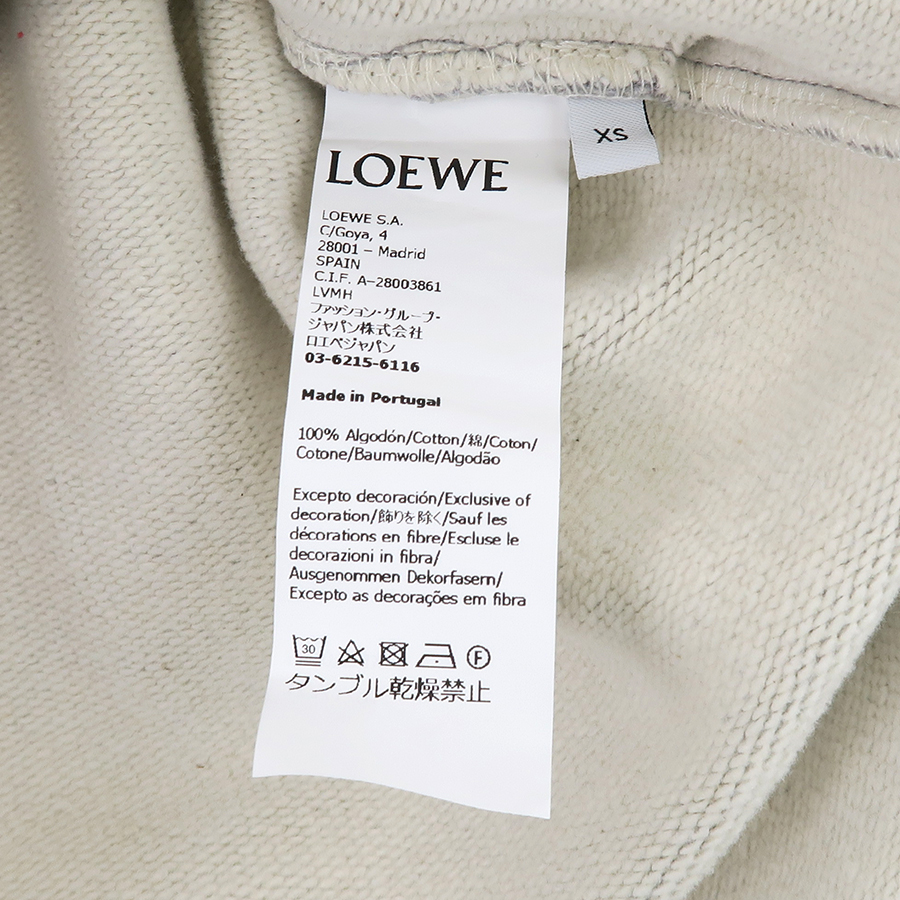 XS
LOEWE
LOEWE S.A.
C/Goya, 4
28001 – Madrid
SPAIN
C.I.F. A-28003861
LVMH
ファッション・グループ・
ジャパン株式会社
ロエベジャパン
03-6215-6116
Made in Portugal
100% Algodón/Cotton/綿/Coton/
Cotone/Baumwolle/Algodão
Excepto decoración/Exclusive of
decoration/飾りを除く/Sauf les
décorations en fibre/Escluse le
decorazioni in fibra/
Ausgenommen Dekorfasern/
Excepto as decorações em fibra
30 F
タンブル乾燥禁止